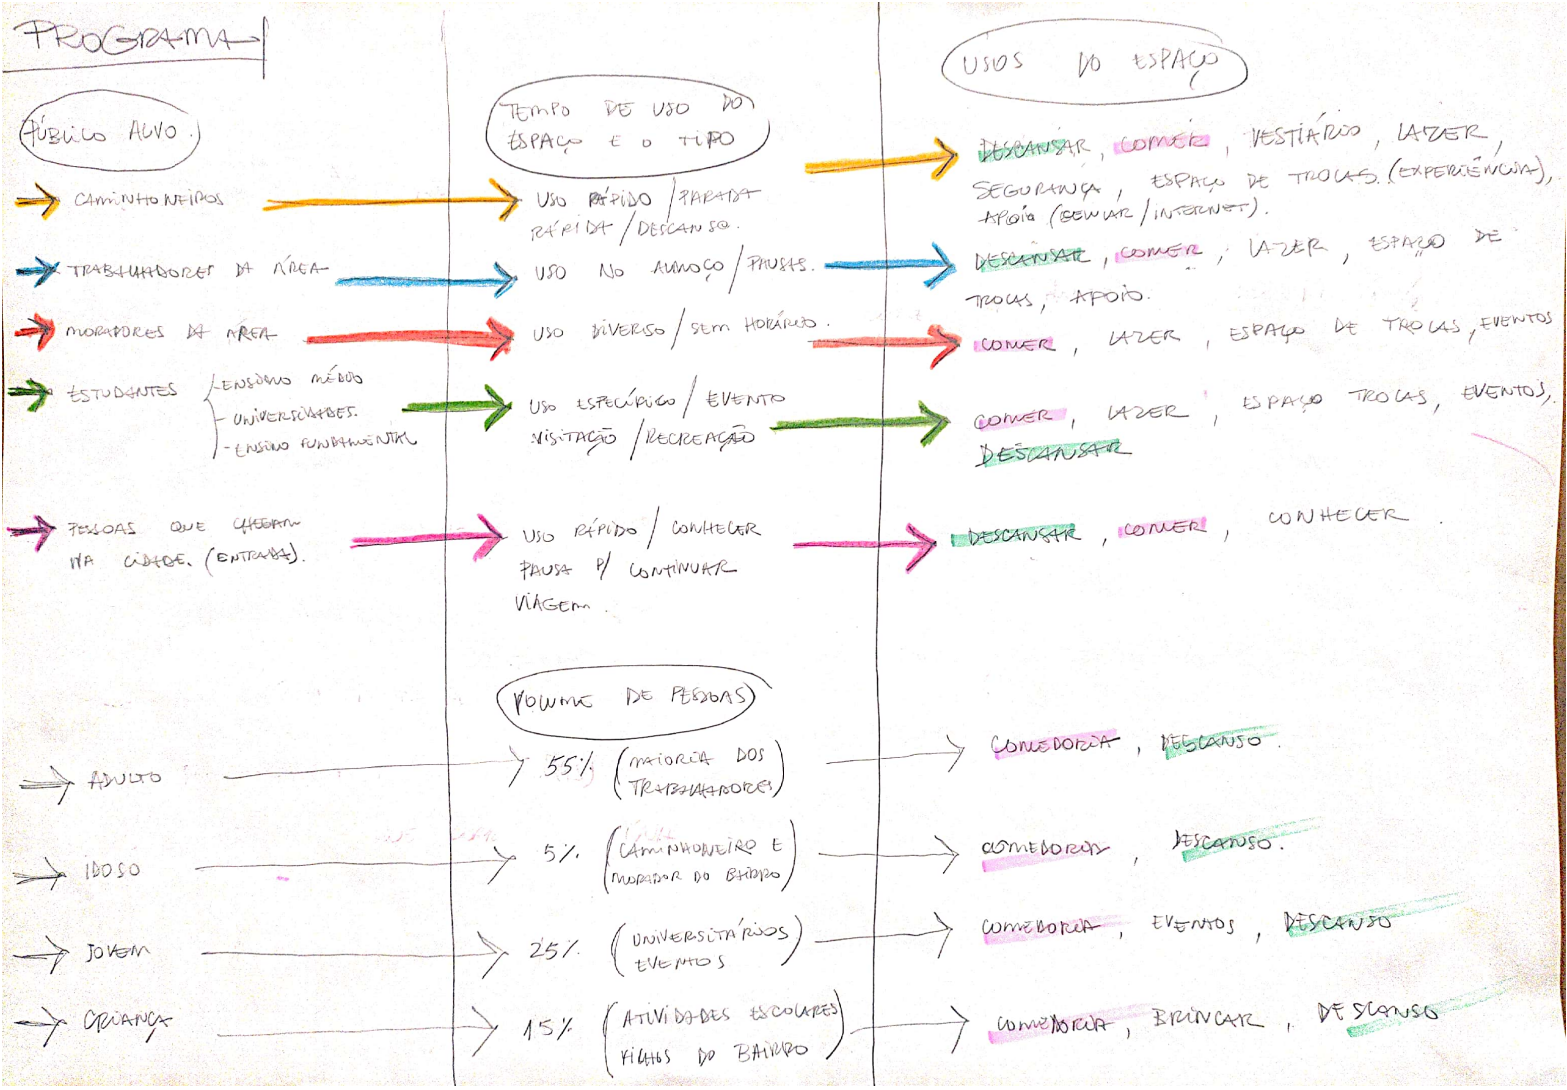 PROGRAMA
PÚBLICO ALVO.
TEMPO DE USO DO
ESPAÇO E O TIPO
USOS DO ESPAÇO
CAMINHONEIROS
USO RÁPIDO / PARADA
RÁPIDA / DESCANSO.
DESCANSAR, COMER, VESTIÁRIO, LAZER,
SEGURANÇA, ESPAÇO DE TROCAS. (EXPERIÊNCIA),
APOIO (CELULAR / INTERNET).
TRABALHADORES DA ÁREA
USO NO ALMOÇO / PAUSAS.
DESCANSAR, COMER, LAZER, ESPAÇO DE
TROCAS, APOIO.
MORADORES DA ÁREA
USO DIVERSO / SEM HORÁRIO.
COMER, LAZER, ESPAÇO DE TROCAS, EVENTOS
ESTUDANTES
- ENSINO MÉDIO
- UNIVERSIDADES.
- ENSINO FUNDAMENTAL
USO ESPECÍFICO / EVENTO
VISITAÇÃO / RECREAÇÃO
COMER, LAZER, ESPAÇO TROCAS, EVENTOS,
DESCANSAR
PESSOAS QUE CHEGAM
NA CIDADE. (ENTRADA).
USO RÁPIDO / CONHECER
PAUSA P/ CONTINUAR
VIAGEM.
DESCANSAR, COMER, CONHECER.
VOLUME DE PESSOAS
ADULTO
55% (MAIORIA DOS
TRABALHADORES)
COMEDORIA, DESCANSO.
IDOSO
5% (CAMINHONEIRO E
MORADOR DO BAIRRO)
COMEDORIA, DESCANSO.
JOVEM
25% (UNIVERSITÁRIOS
EVENTOS)
COMEDORIA, EVENTOS, DESCANSO
CRIANÇA
15% (ATIVIDADES ESCOLARES
FILHOS DO BAIRRO)
COMEDORIA, BRINCAR, DESCANSO